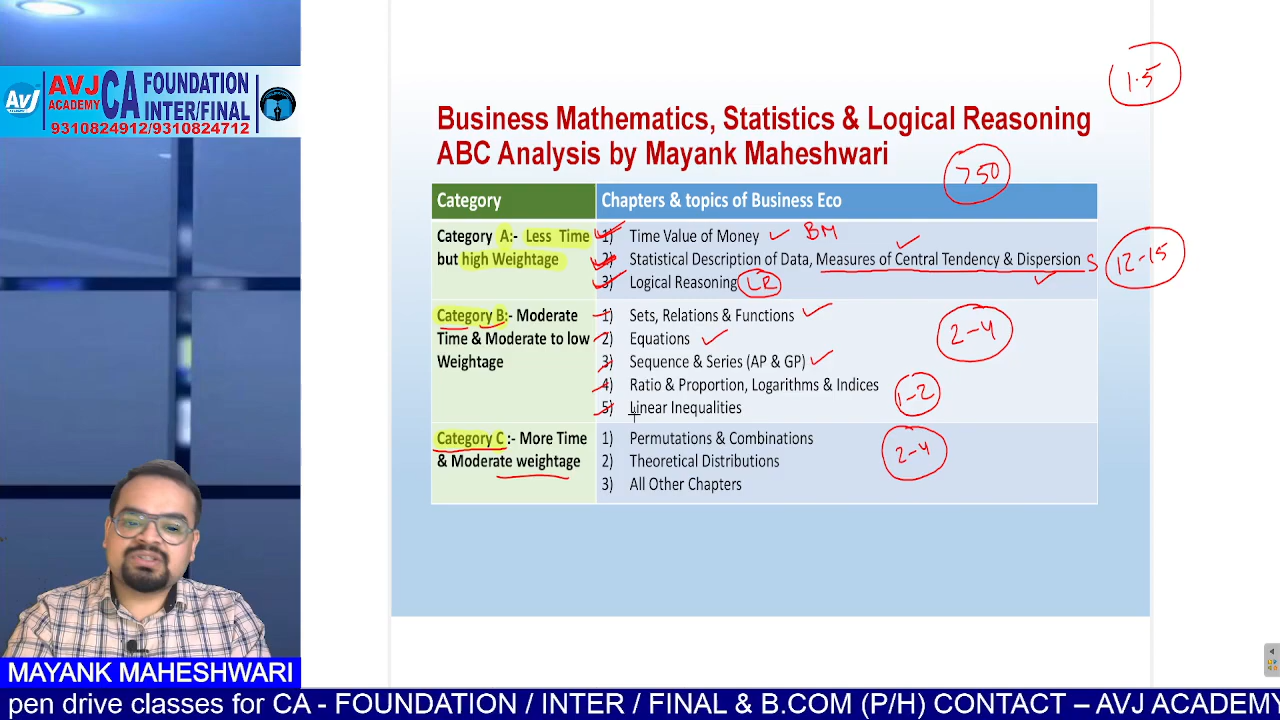 AVJ
ACADEMY
CA
FOUNDATION
INTER/FINAL
AVJ
ACADEMY
9310824912/9310824712
1.5
Business Mathematics, Statistics & Logical Reasoning
ABC Analysis by Mayank Maheshwari
750
Category
Chapters & topics of Business Eco
Category A:- Less Time but high Weightage
1) Time Value of Money BM
2) Statistical Description of Data, Measures of Central Tendency & Dispersion S
12-15
3) Logical Reasoning LR
Category B:- Moderate
Time & Moderate to low
Weightage
1) Sets, Relations & Functions
2) Equations
2-4
3) Sequence & Series (AP & GP)
4) Ratio & Proportion, Logarithms & Indices
1-2
5) Linear Inequalities
Category C :- More Time
& Moderate weightage
1) Permutations & Combinations
2) Theoretical Distributions
2-4
3) All Other Chapters
MAYANK MAHESHWARI
pen drive classes for CA - FOUNDATION / INTER / FINAL & B.COM (P/H) CONTACT – AVJ ACADEMY